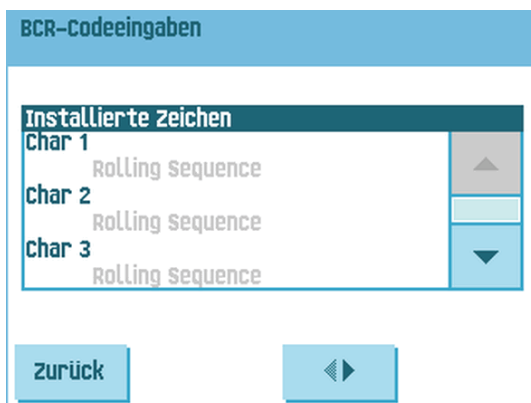 BCR-Codeeingaben
Installierte Zeichen
Char 1
Rolling Sequence
Char 2
Rolling Sequence
Char 3
Rolling Sequence
Zurück